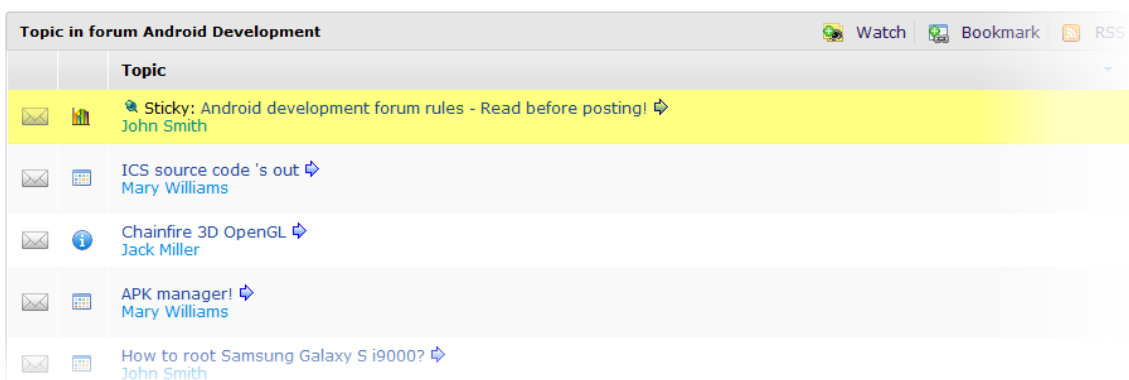 Topic in forum Android Development
Watch
Bookmark
RSS
Topic
Sticky: Android development forum rules - Read before posting!
John Smith
ICS source code 's out
Mary Williams
Chainfire 3D OpenGL
Jack Miller
APK manager!
Mary Williams
How to root Samsung Galaxy S i9000?
John Smith